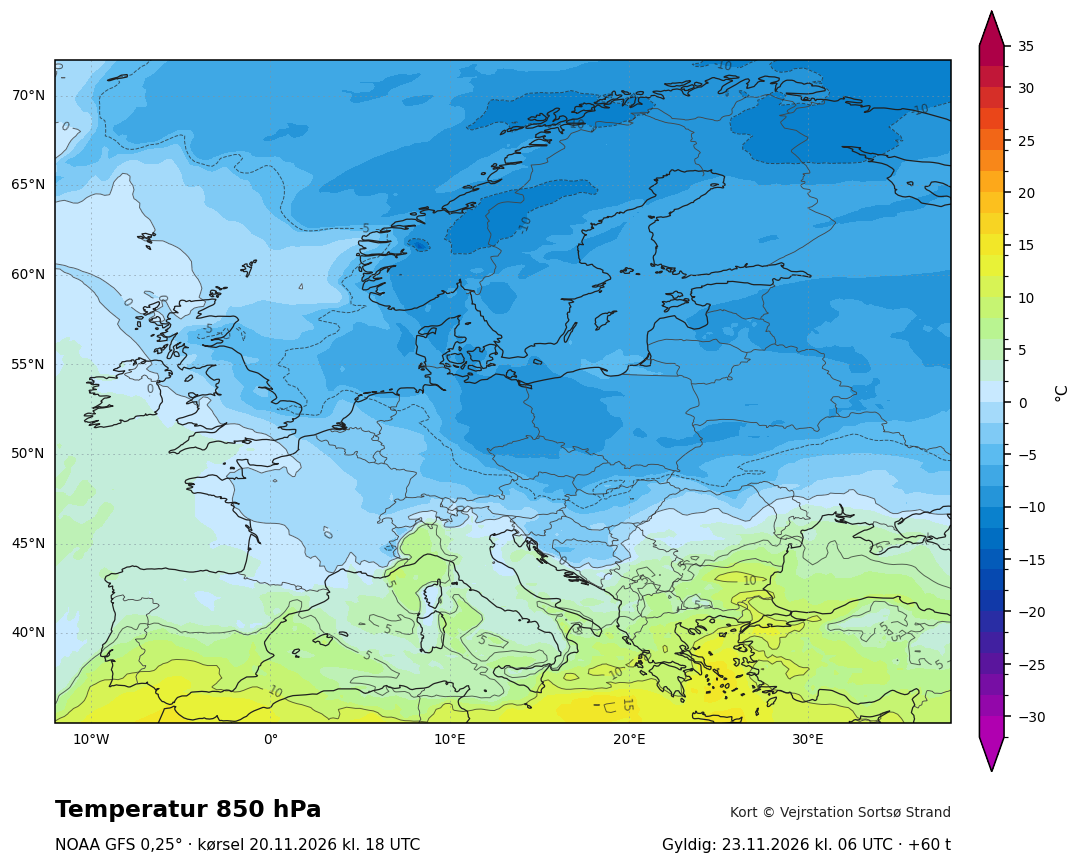 70°N
65°N
60°N
55°N
50°N
45°N
40°N
10°W
0°
10°E
20°E
30°E
35
30
25
20
15
10
5
0
−5
−10
−15
−20
−25
−30
°C
Temperatur 850 hPa
Kort © Vejrstation Sortsø Strand
NOAA GFS 0,25° · kørsel 20.11.2026 kl. 18 UTC
Gyldig: 23.11.2026 kl. 06 UTC · +60 t